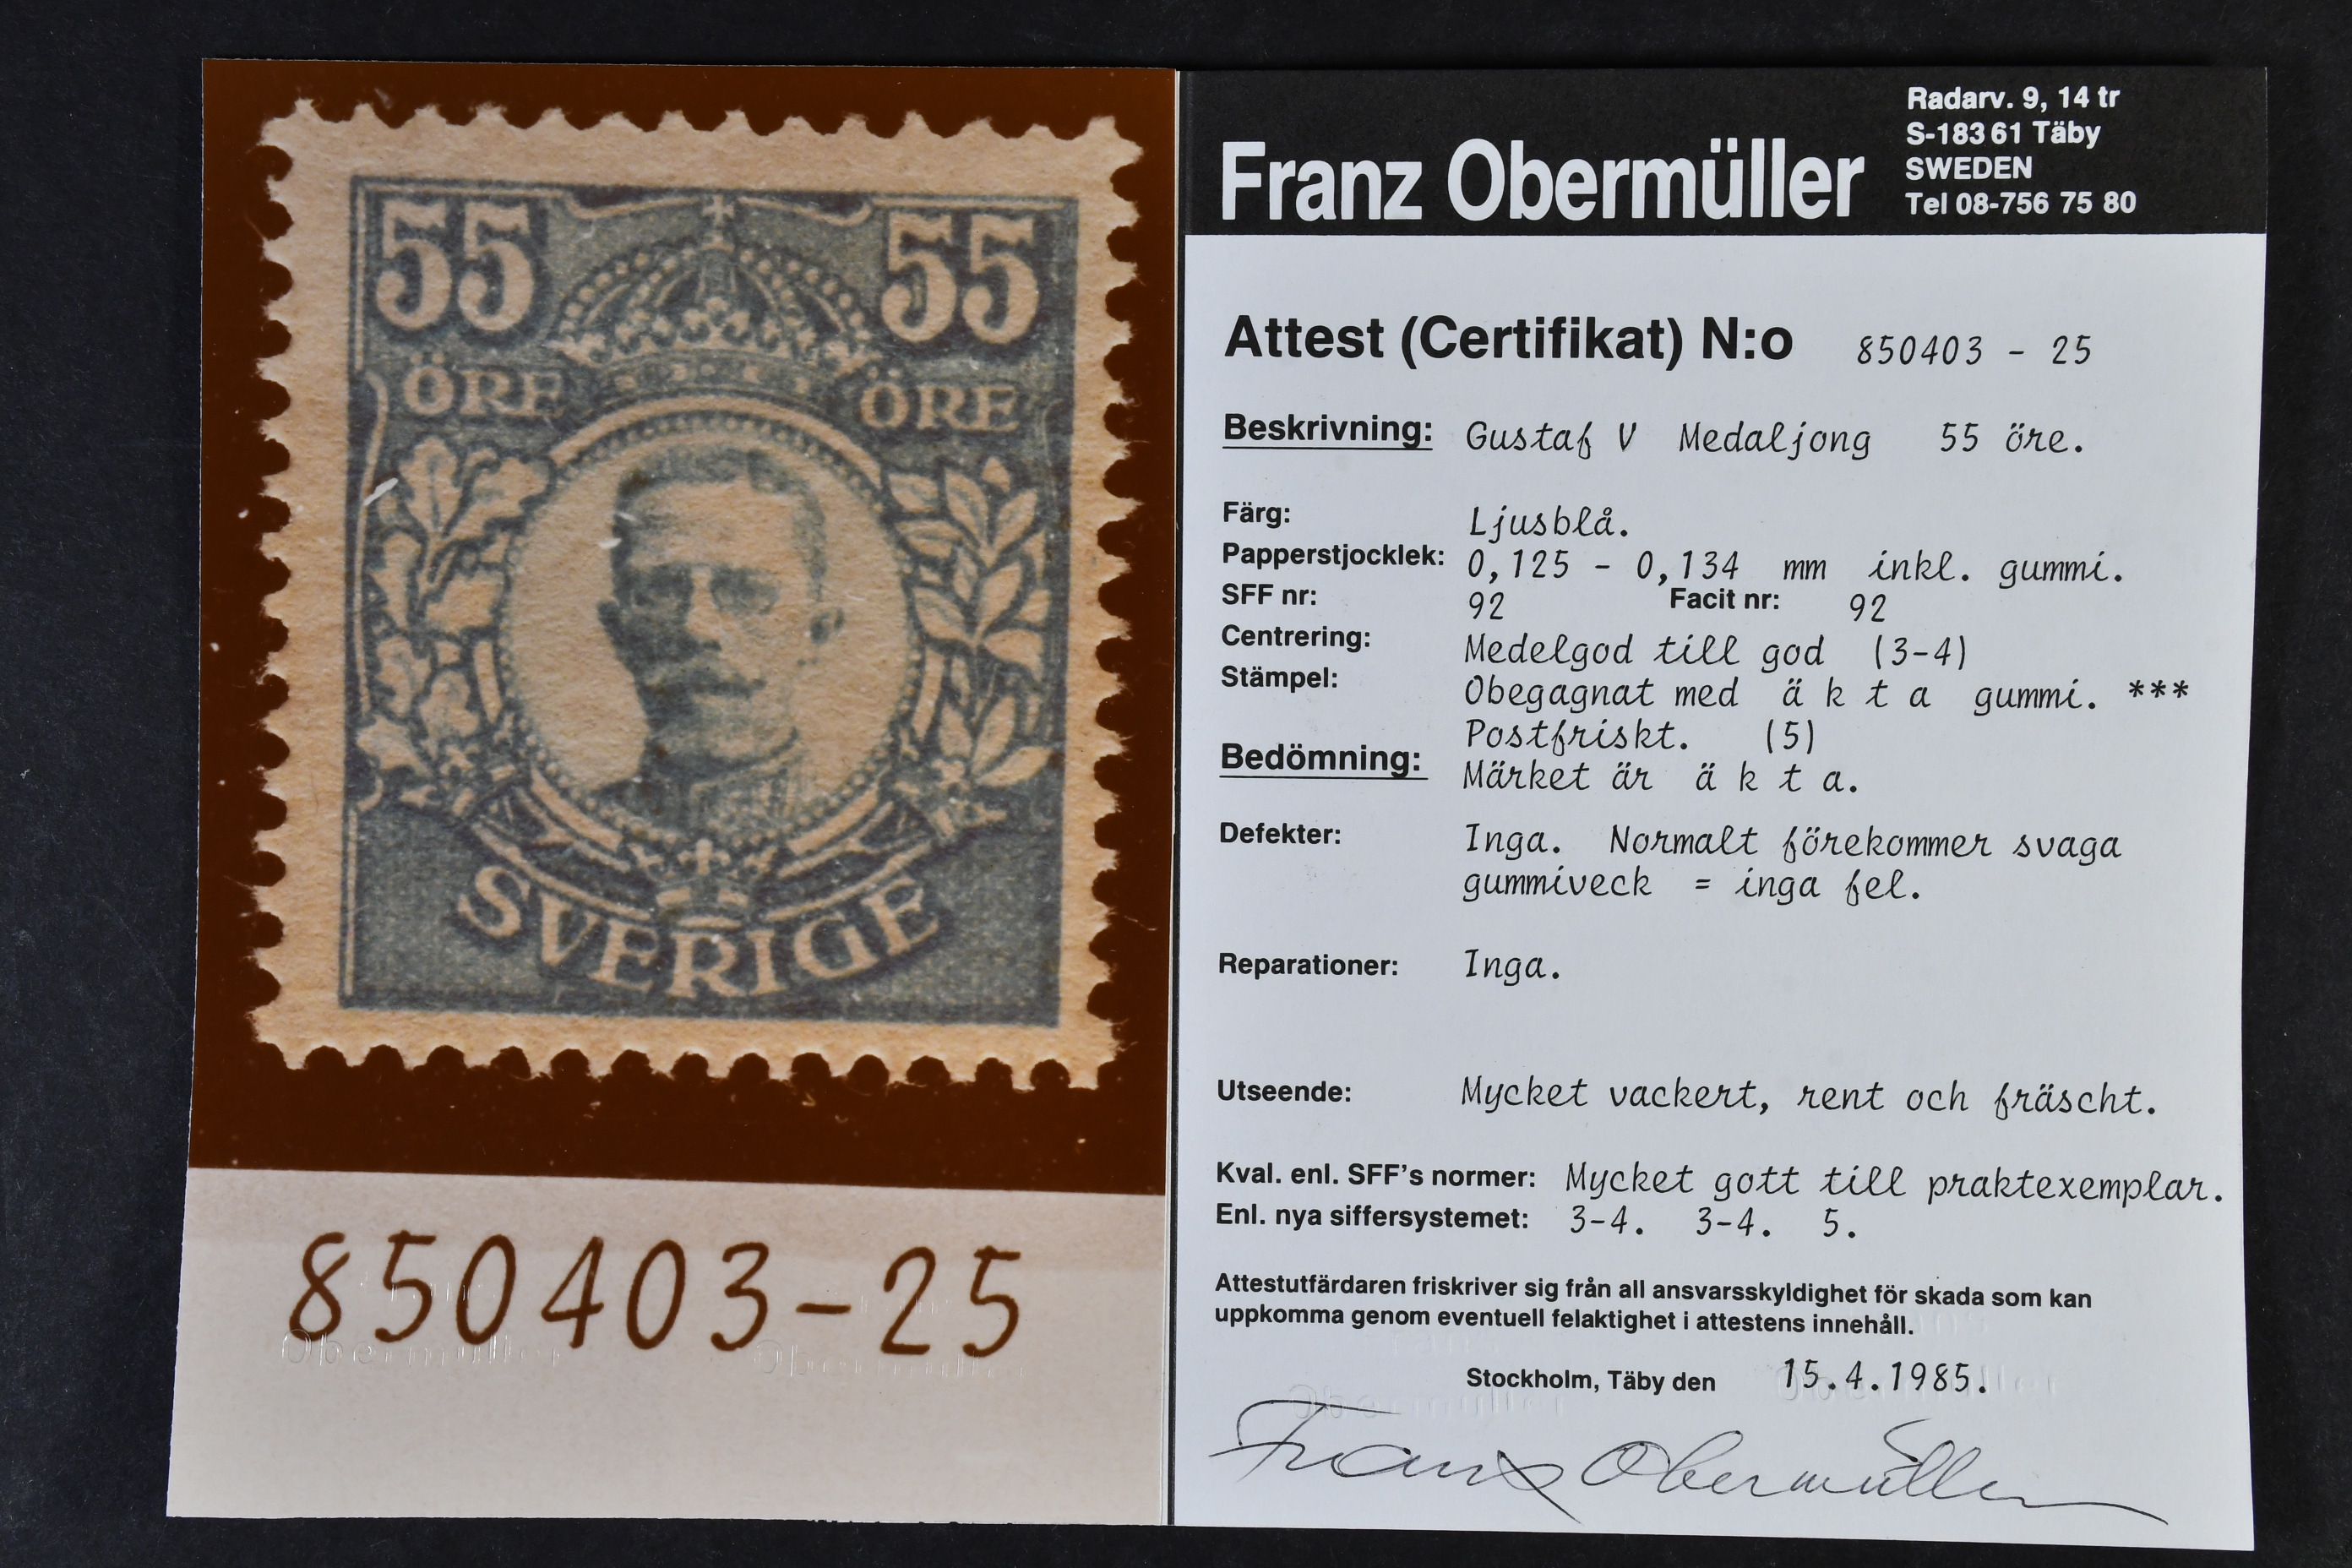 55 55
ÖRE ÖRE
SVERIGE
850403-25
Obermüller Obermüller
Franz Obermüller
Radarv. 9, 14 tr
S-183 61 Täby
SWEDEN
Tel 08-756 75 80
Attest (Certifikat) N:o 850403 - 25
Beskrivning: Gustaf V Medaljong 55 öre.
Färg: Ljusblå.
Papperstjocklek: 0,125 - 0,134 mm inkl. gummi.
SFF nr: 92 Facit nr: 92
Centrering: Medelgod till god (3-4)
Stämpel: Obegagnat med ä k t a gummi. ***
Postfriskt. (5)
Bedömning: Märket är ä k t a.
Defekter: Inga. Normalt förekommer svaga
gummiveck = inga fel.
Reparationer: Inga.
Utseende: Mycket vackert, rent och fräscht.
Kval. enl. SFF's normer: Mycket gott till praktexemplar.
Enl. nya siffersystemet: 3-4. 3-4. 5.
Attestutfärdaren friskriver sig från all ansvarsskyldighet för skada som kan
uppkomma genom eventuell felaktighet i attestens innehåll.
Stockholm, Täby den 15.4.1985.
Obermüller Obermüller
Franz Obermüller